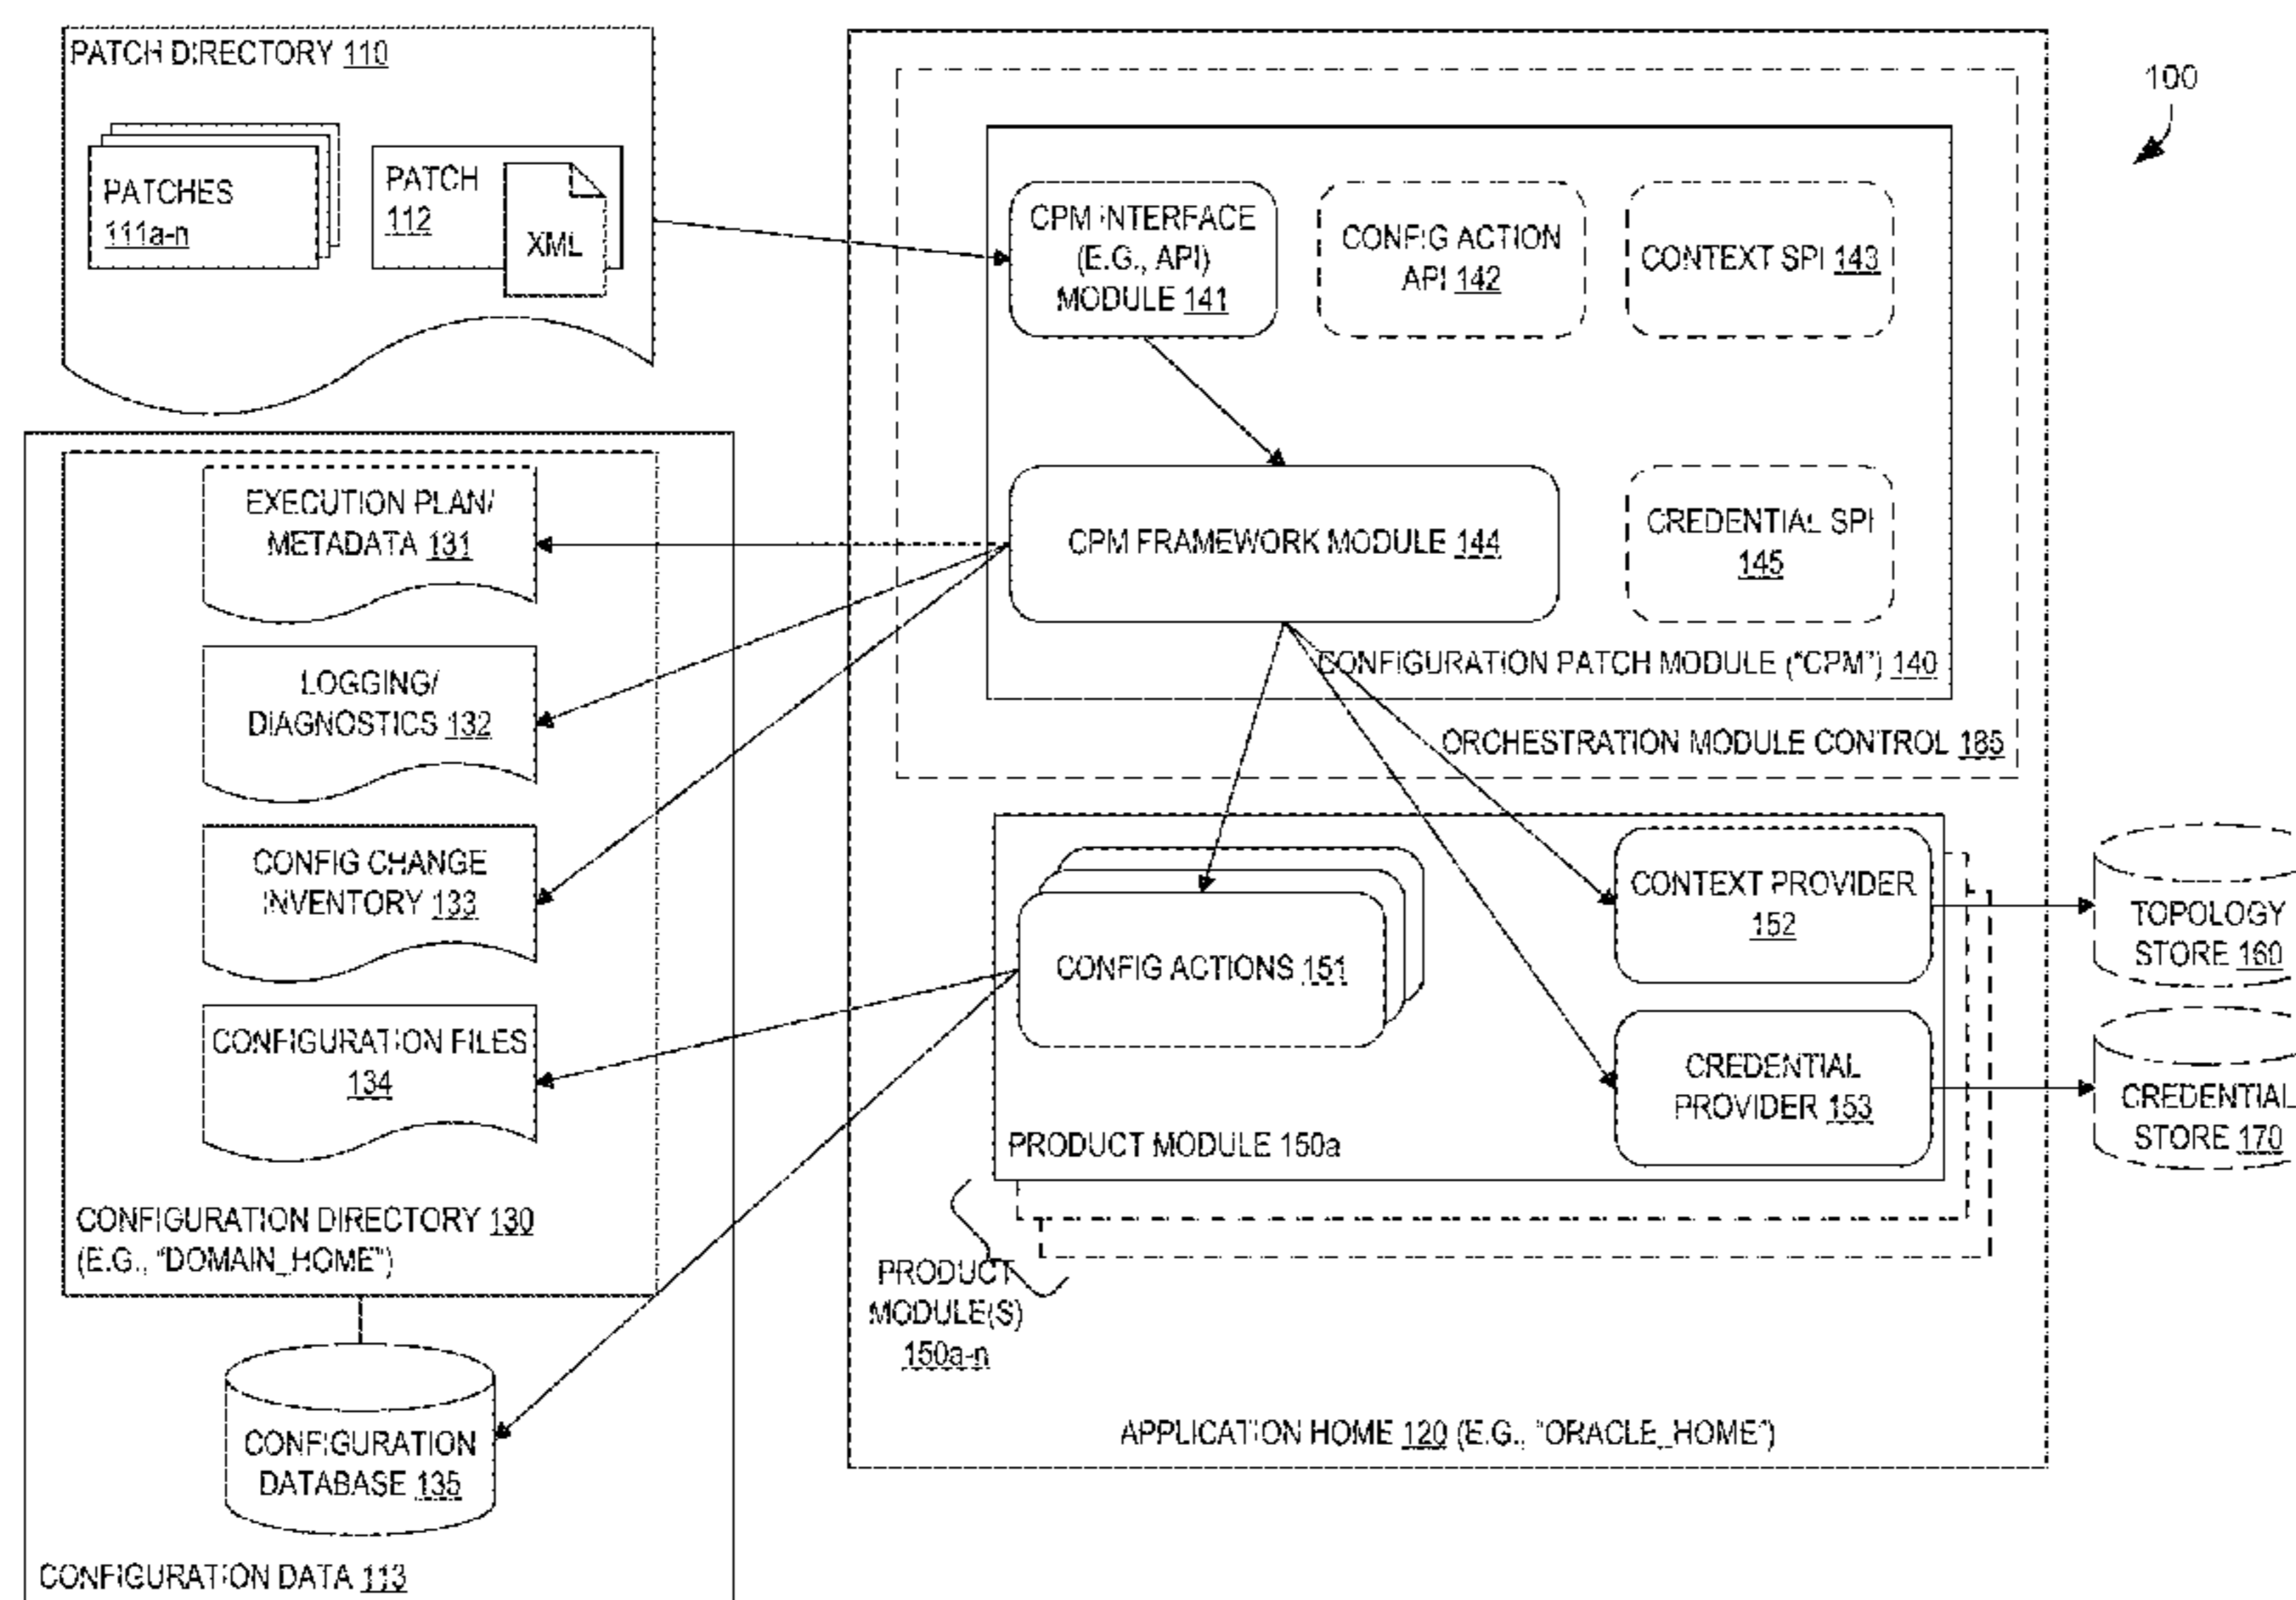 PATCH DIRECTORY 110
PATCHES
111a-n
PATCH
112
XML
100
CPM INTERFACE
(E.G., API)
MODULE 141
CONFIG ACTION
API 142
CONTEXT SPI 143
CPM FRAMEWORK MODULE 144
CREDENTIAL SPI
145
CONFIGURATION PATCH MODULE ("CPM") 140
ORCHESTRATION MODULE CONTROL 185
EXECUTION PLAN/
METADATA 131
LOGGING/
DIAGNOSTICS 132
CONFIG CHANGE
INVENTORY 133
CONFIGURATION FILES
134
CONFIGURATION DIRECTORY 130
(E.G., "DOMAIN_HOME")
CONFIGURATION
DATABASE 135
CONFIGURATION DATA 113
CONFIG ACTIONS 151
CONTEXT PROVIDER
152
CREDENTIAL
PROVIDER 153
PRODUCT MODULE 150a
PRODUCT
MODULE(S)
150a-n
TOPOLOGY
STORE 160
CREDENTIAL
STORE 170
APPLICATION HOME 120 (E.G., "ORACLE_HOME")